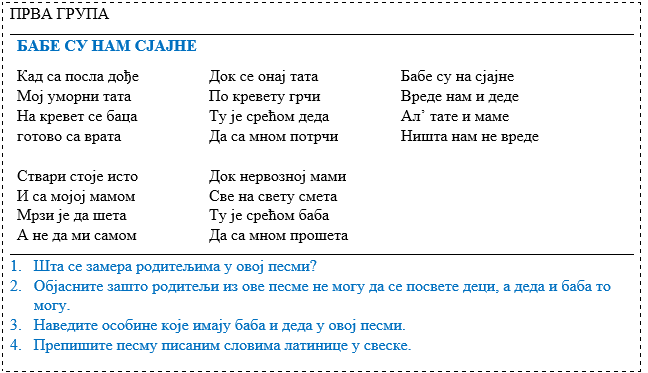 ПРВА ГРУПА
БАБЕ СУ НАМ СЈАЈНЕ
Кад са посла дође
Мој уморни тата
На кревет се баца
готово са врата
Док се онај тата
По кревету грчи
Ту је срећом деда
Да са мном потрчи
Бабе су на сјајне
Вреде нам и деде
Ал’ тате и маме
Ништа нам не вреде
Ствари стоје исто
И са мојој мамом
Мрзи је да шета
А не да ми самом
Док нервозној мами
Све на свету смета
Ту је срећом баба
Да са мном прошета
1. Шта се замера родитељима у овој песми?
2. Објасните зашто родитељи из ове песме не могу да се посвете деци, а деда и баба то
могу.
3. Наведите особине које имају баба и деда у овој песми.
4. Препишите песму писаним словима латинице у свеске.